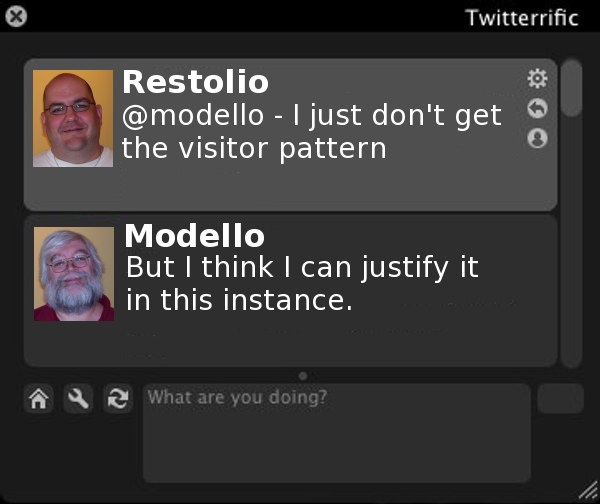 Twitterrific
Restolio
@modello - I just don't get
the visitor pattern
Modello
But I think I can justify it
in this instance.
What are you doing?